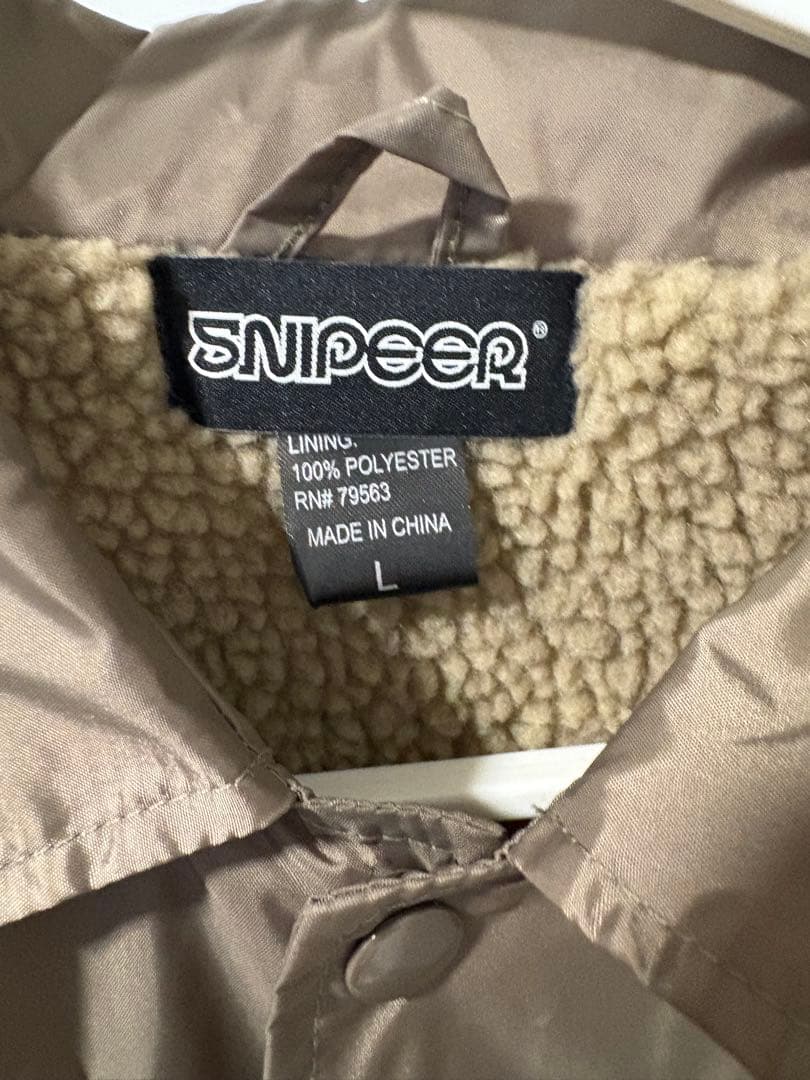 SNIPEER®
LINING:
100% POLYESTER
RN# 79563
MADE IN CHINA
L